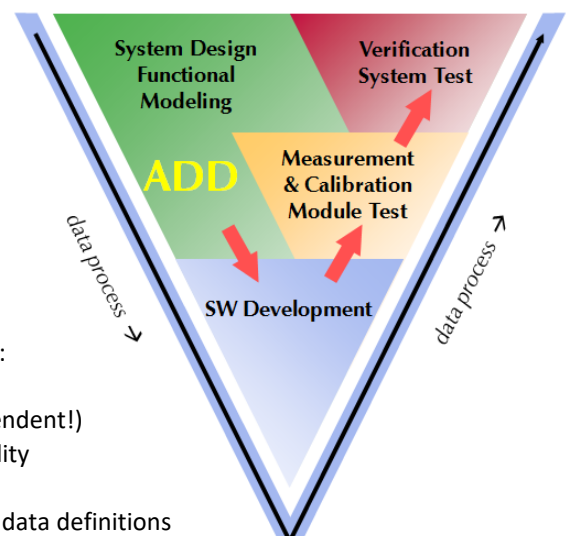 System Design
Functional
Modeling
Verification
System Test
ADD
Measurement
& Calibration
Module Test
data process
data process
SW Development
:
endent!)
lity
data definitions